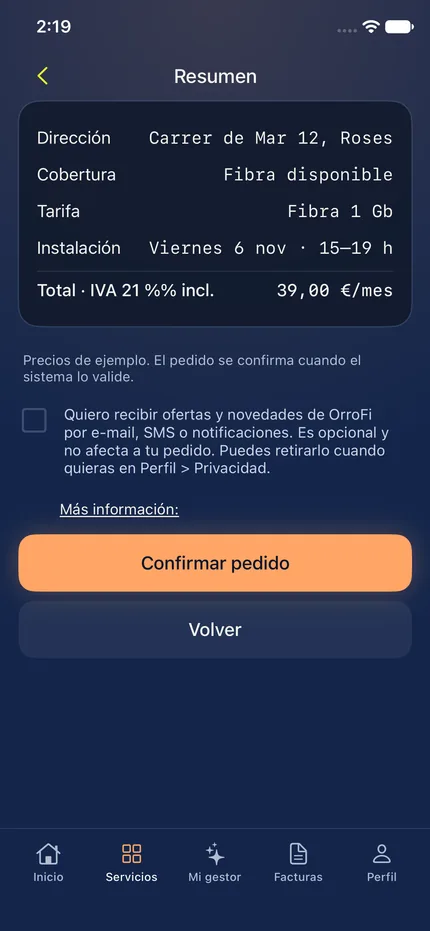 2:19
Resumen
Dirección Carrer de Mar 12, Roses
Cobertura Fibra disponible
Tarifa Fibra 1 Gb
Instalación Viernes 6 nov · 15–19 h
Total · IVA 21 %% incl. 39,00 €/mes
Precios de ejemplo. El pedido se confirma cuando el
sistema lo valide.
Quiero recibir ofertas y novedades de OrroFi
por e-mail, SMS o notificaciones. Es opcional y
no afecta a tu pedido. Puedes retirarlo cuando
quieras en Perfil > Privacidad.
Más información:
Confirmar pedido
Volver
Inicio Servicios Mi gestor Facturas Perfil